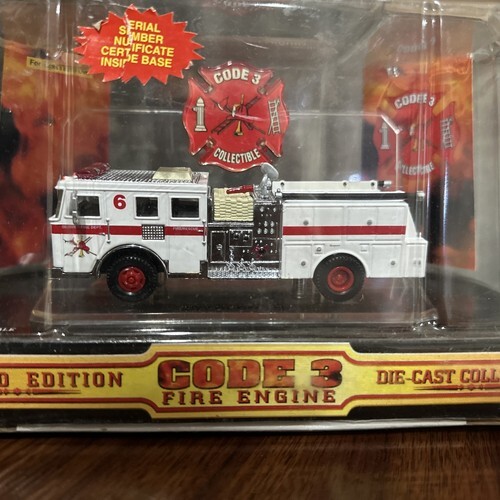 SERIAL
NUMBER
CERTIFICATE
INSIDE BASE
CODE 3
COLLECTIBLE
CODE 3
COLLECTIBLE
6
EDITION
CODE 3
FIRE ENGINE
DIE-CAST COLL